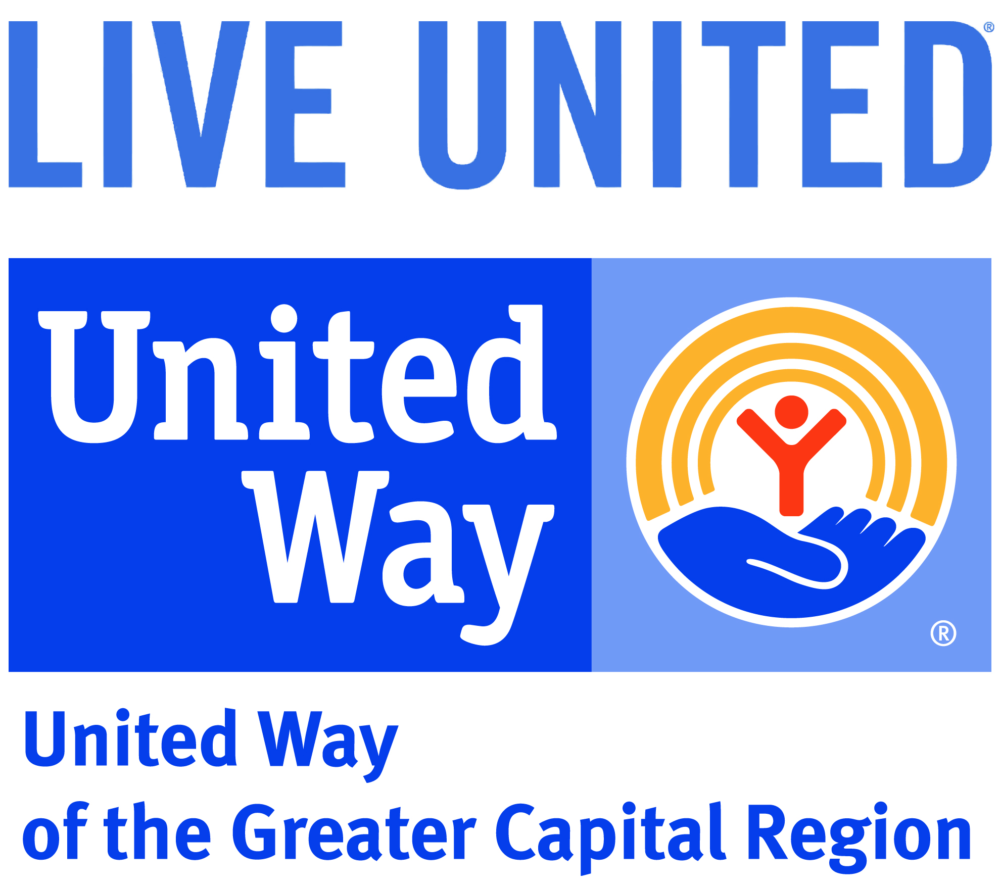 LIVE UNITED®
United
Way
®
United Way
of the Greater Capital Region